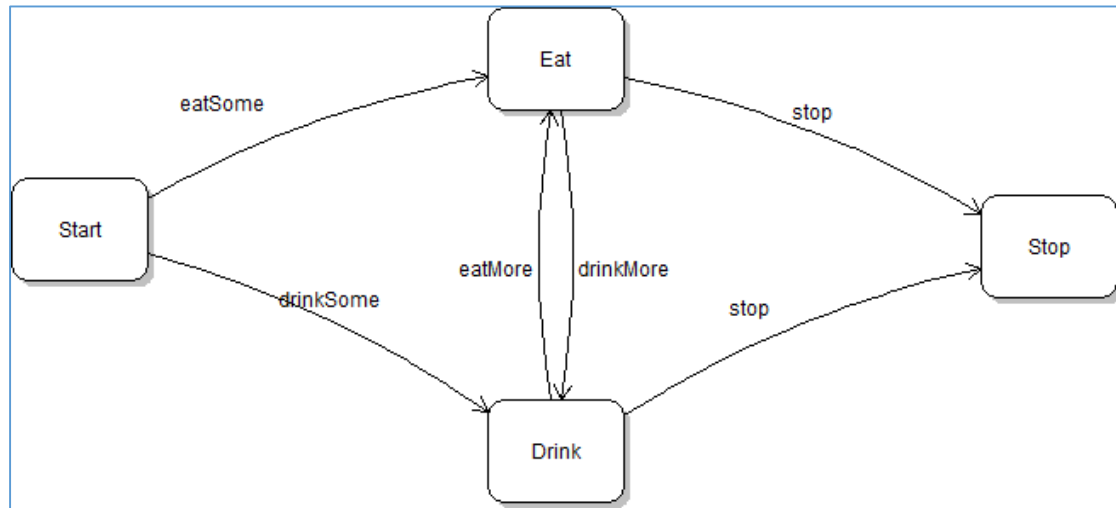 Eat
eatSome
stop
Start
Stop
eatMore
drinkMore
drinkSome
stop
Drink